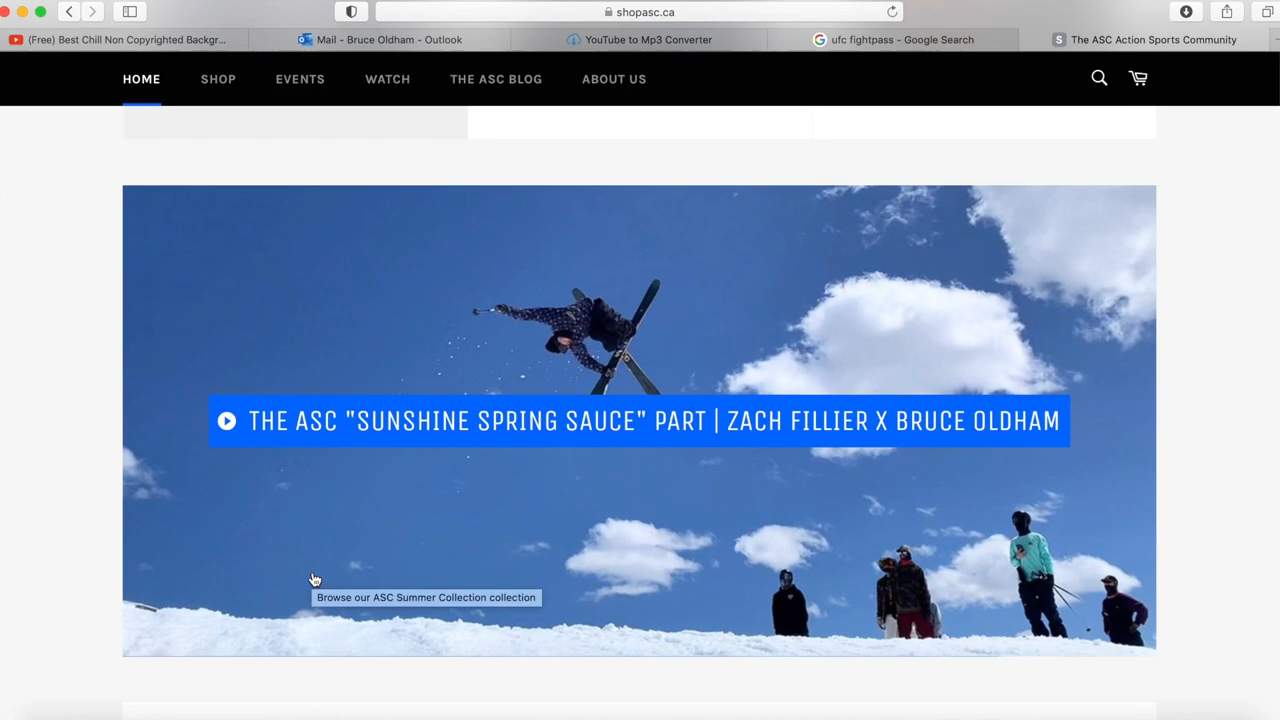 shopasc.ca
(Free) Best Chill Non Copyrighted Backgr...
Mail - Bruce Oldham - Outlook
YouTube to Mp3 Converter
ufc fightpass - Google Search
S
The ASC Action Sports Community
HOME
SHOP
EVENTS
WATCH
THE ASC BLOG
ABOUT US
THE ASC "SUNSHINE SPRING SAUCE" PART | ZACH FILLIER X BRUCE OLDHAM
Browse our ASC Summer Collection collection